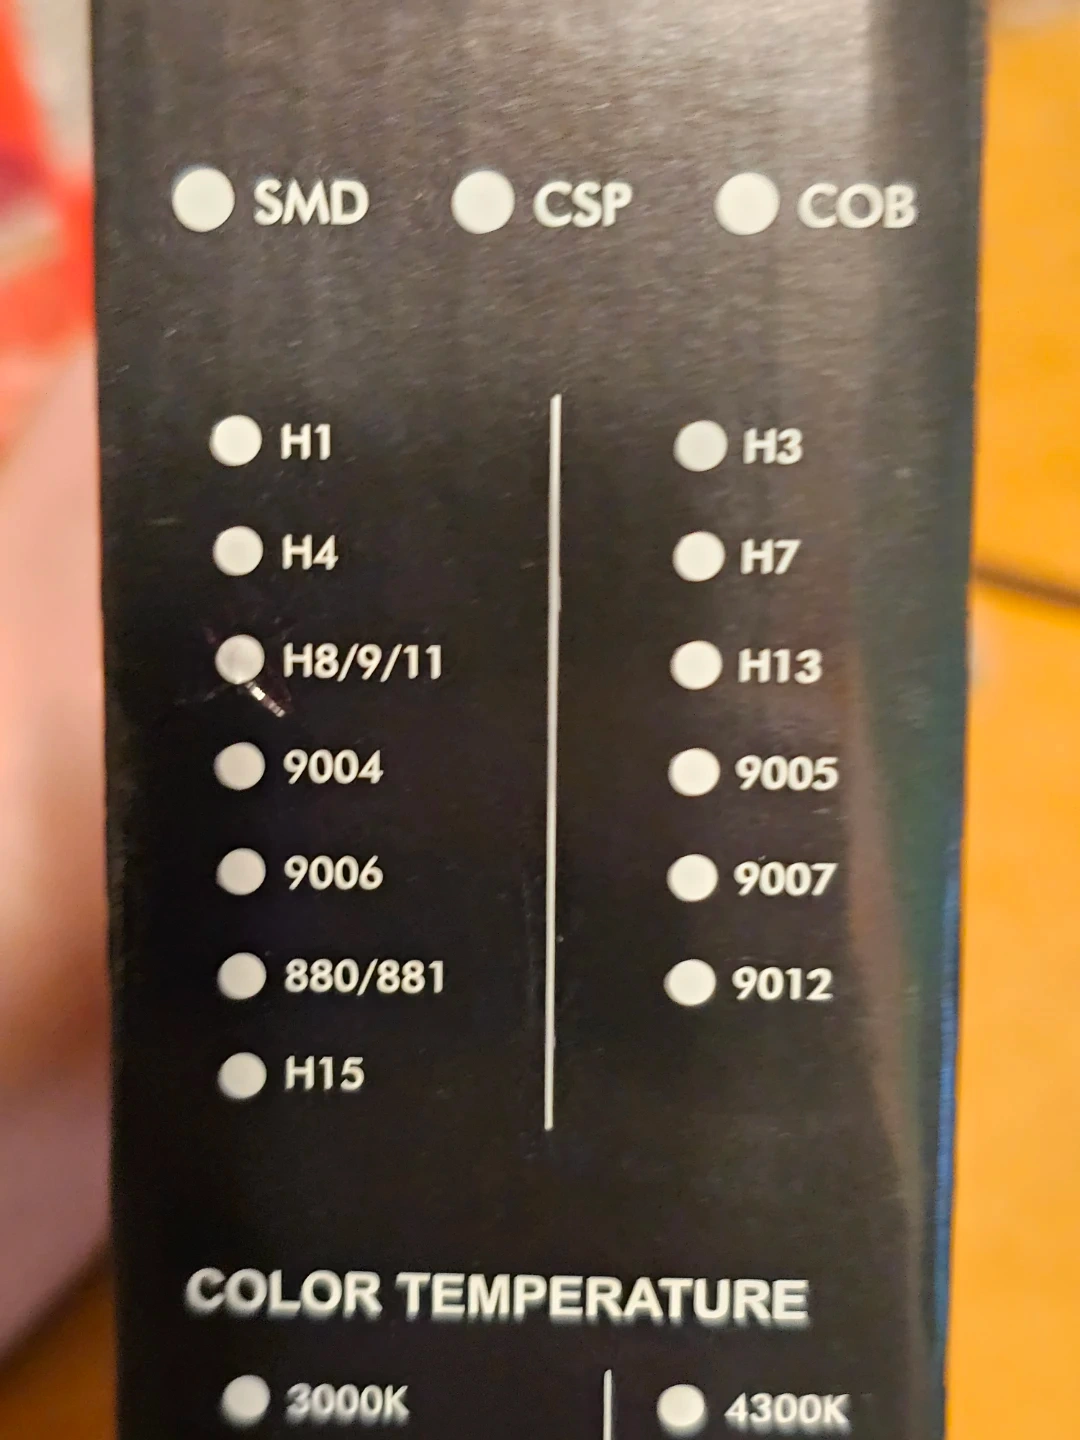 SMD CSP COB
H1 H3
H4 H7
H8/9/11 H13
9004 9005
9006 9007
880/881 9012
H15
COLOR TEMPERATURE
3000K 4300K